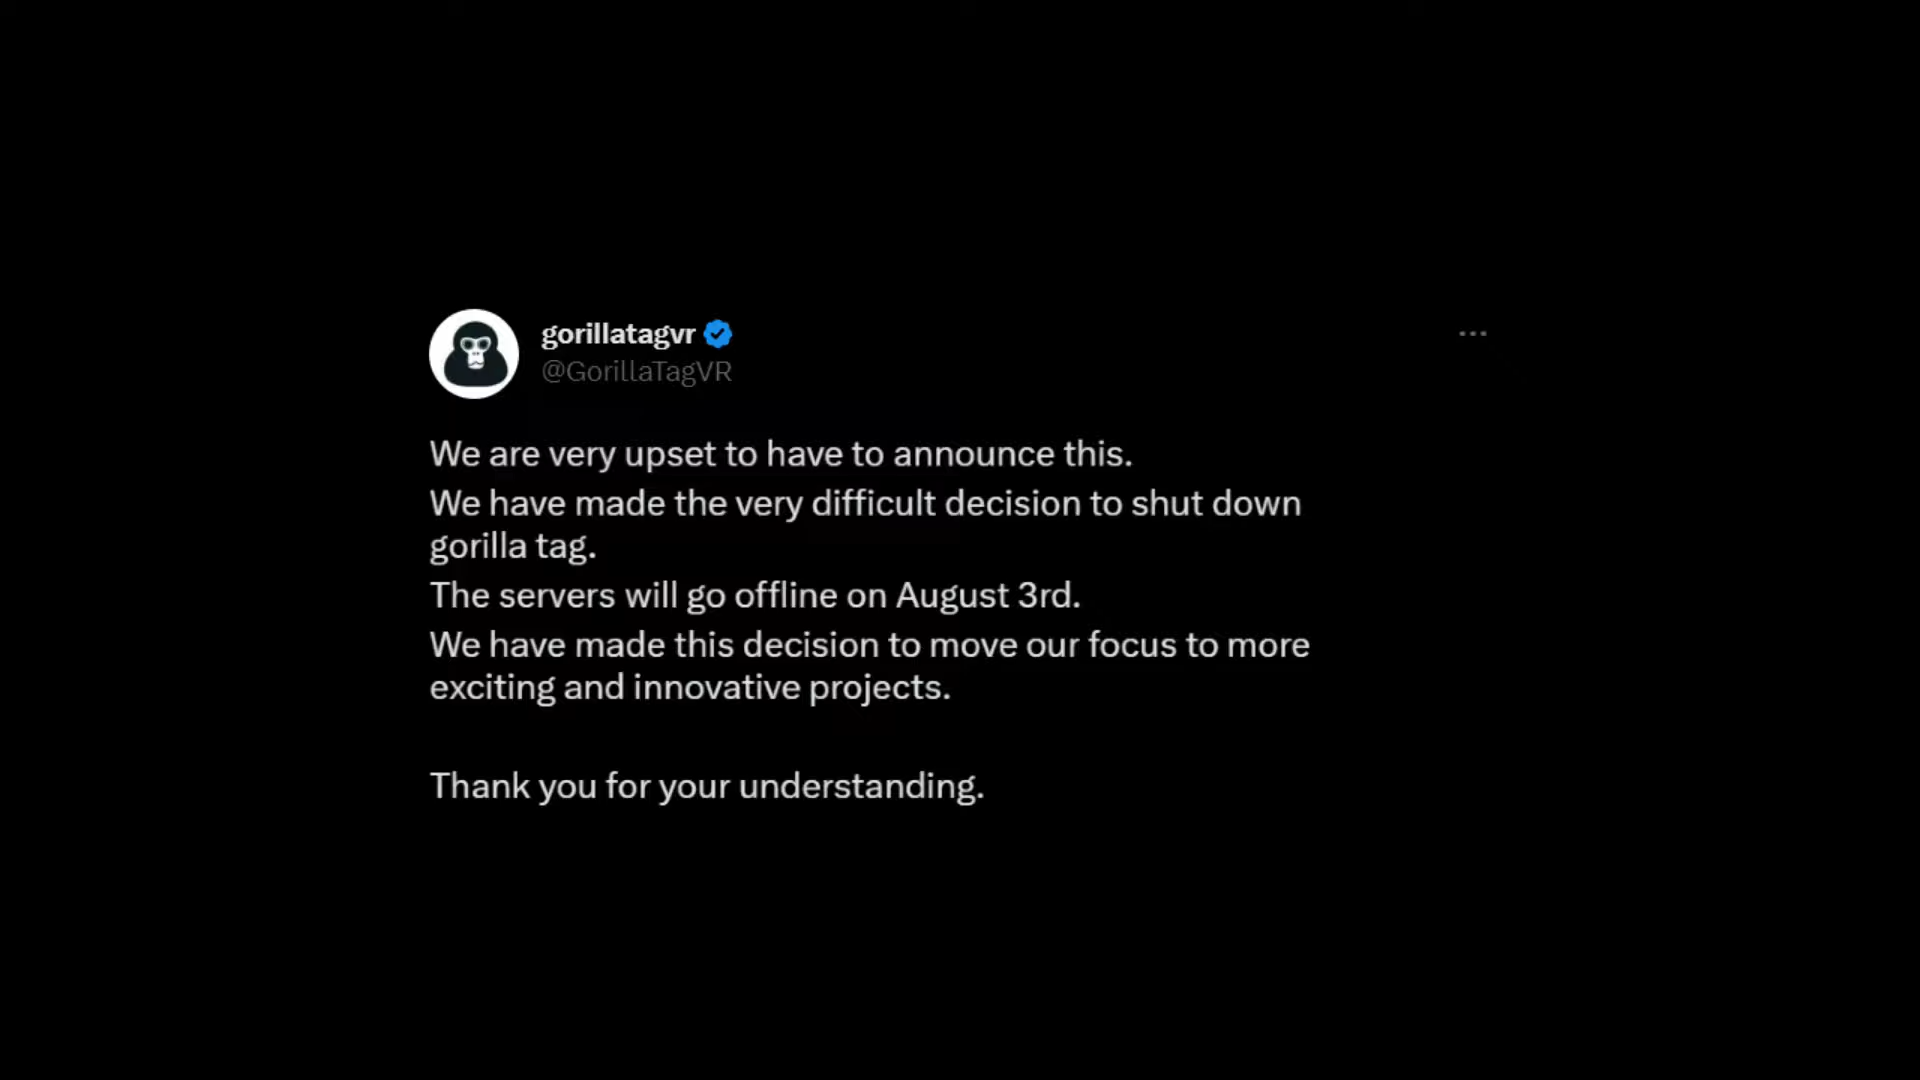 gorillatagvr
@GorillaTagVR
We are very upset to have to announce this.
We have made the very difficult decision to shut down
gorilla tag.
The servers will go offline on August 3rd.
We have made this decision to move our focus to more
exciting and innovative projects.
Thank you for your understanding.